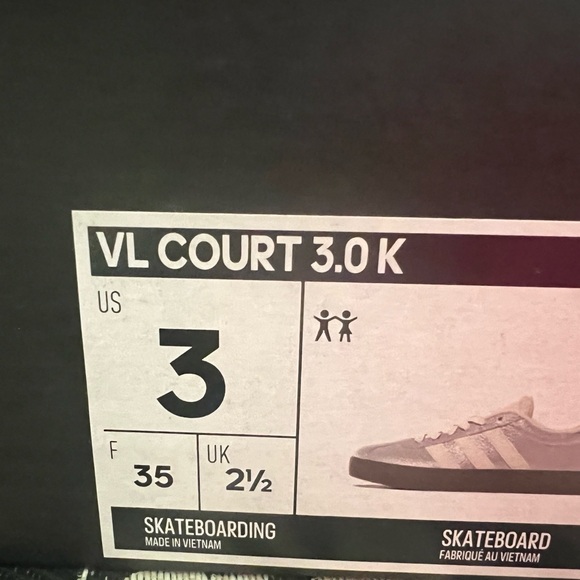 VL COURT 3.0 K
US
3
F
35
UK
2½
SKATEBOARDING
MADE IN VIETNAM
SKATEBOARD
FABRIQUÉ AU VIETNAM